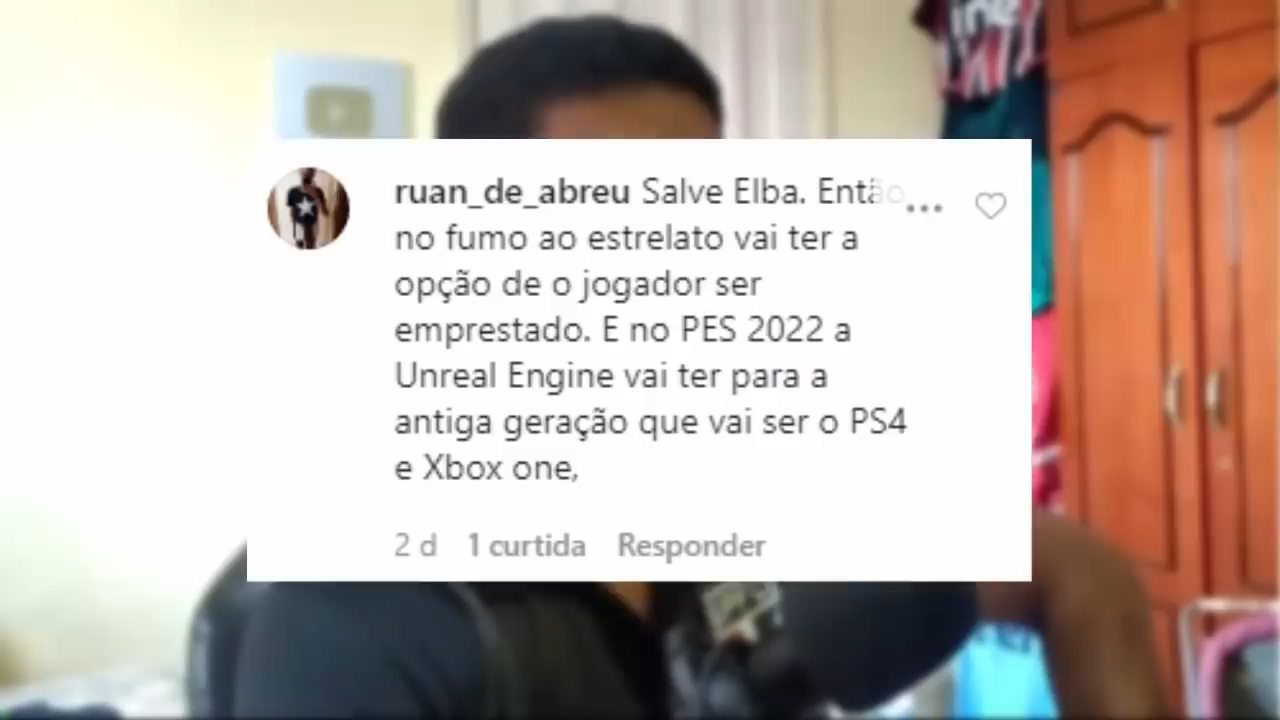 ruan_de_abreu Salve Elba. Então
no fumo ao estrelato vai ter a
opção de o jogador ser
emprestado. E no PES 2022 a
Unreal Engine vai ter para a
antiga geração que vai ser o PS4
e Xbox one,
2 d 1 curtida Responder